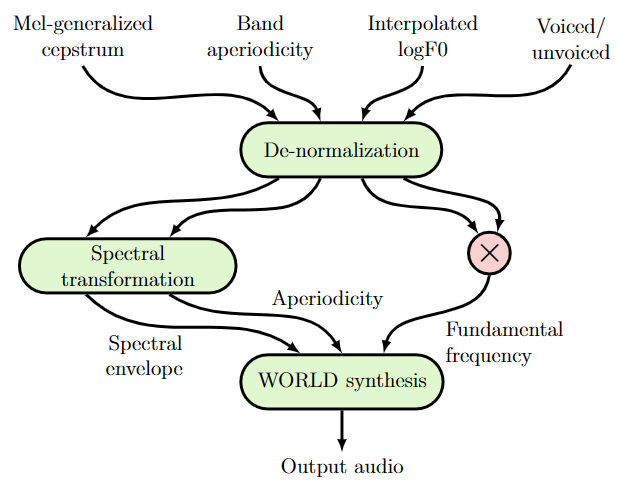 Mel-generalized
cepstrum
Band
aperiodicity
Interpolated
logF0
Voiced/
unvoiced
De-normalization
Spectral
transformation
×
Aperiodicity
Spectral
envelope
Fundamental
frequency
WORLD synthesis
Output audio